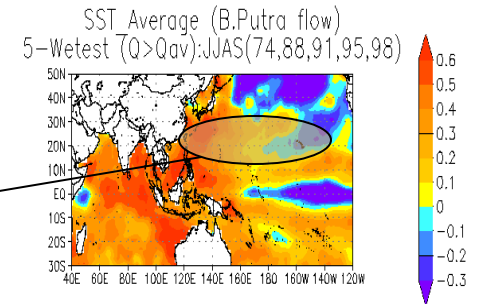 SST Average (B.Putra flow)
5-Wetest (Q>Qav):JJAS(74,88,91,95,98)
50N
40N
30N
20N
10N
EQ
10S
20S
30S
40E 60E 80E 100E 120E 140E 160E 180 160W 140W 120W
0.6
0.5
0.4
0.3
0.2
0.1
0
-0.1
-0.2
-0.3